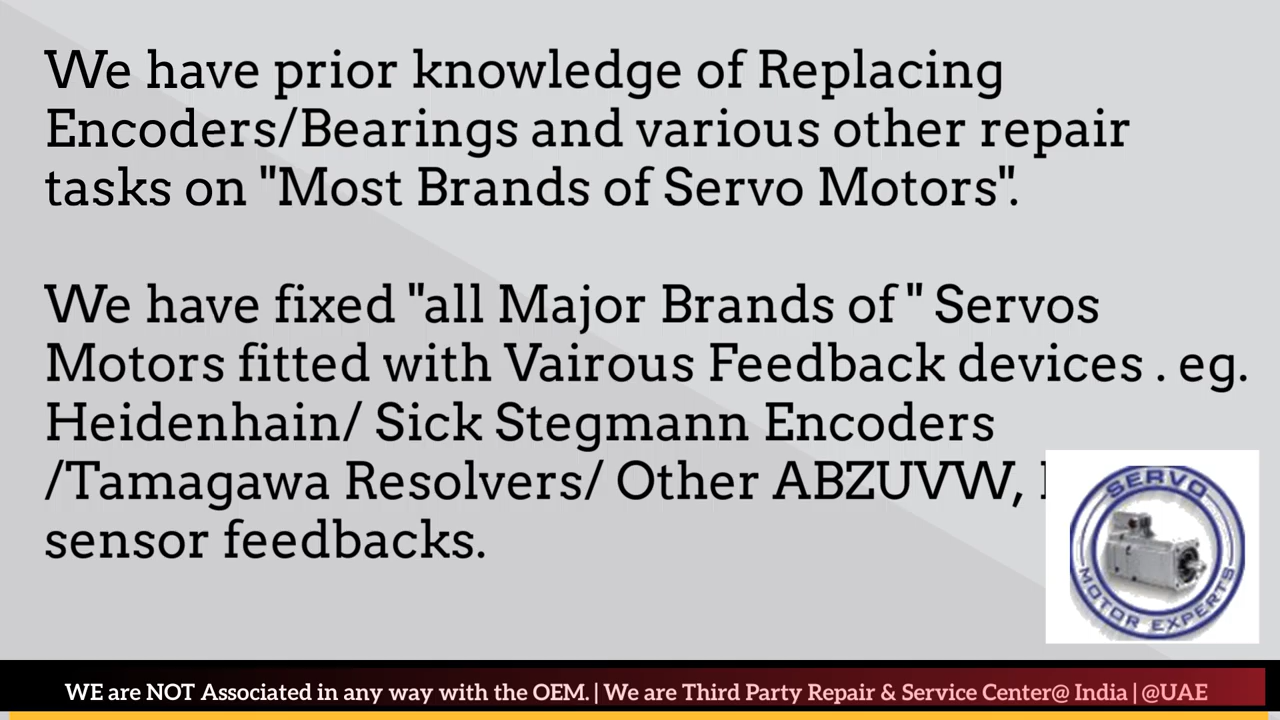 We have prior knowledge of Replacing
Encoders/Bearings and various other repair
tasks on "Most Brands of Servo Motors".
We have fixed "all Major Brands of " Servos
Motors fitted with Vairous Feedback devices . eg.
Heidenhain/ Sick Stegmann Encoders
/Tamagawa Resolvers/ Other ABZUVW,
sensor feedbacks.
SERVO
MOTOR EXPERTS
WE are NOT Associated in any way with the OEM. | We are Third Party Repair & Service Center@ India | @UAE